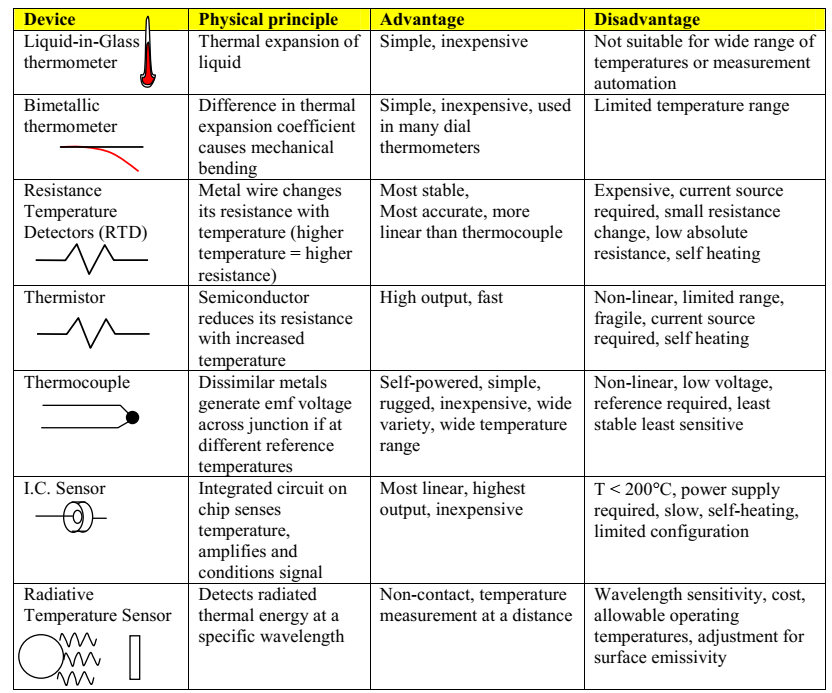 Device Physical principle Advantage Disadvantage
Liquid-in-Glass
thermometer
Thermal expansion of
liquid
Simple, inexpensive
Not suitable for wide range of
temperatures or measurement
automation
Bimetallic
thermometer
Difference in thermal
expansion coefficient
causes mechanical
bending
Simple, inexpensive, used
in many dial
thermometers
Limited temperature range
Resistance
Temperature
Detectors (RTD)
Metal wire changes
its resistance with
temperature (higher
temperature = higher
resistance)
Most stable,
Most accurate, more
linear than thermocouple
Expensive, current source
required, small resistance
change, low absolute
resistance, self heating
Thermistor
Semiconductor
reduces its resistance
with increased
temperature
High output, fast
Non-linear, limited range,
fragile, current source
required, self heating
Thermocouple
Dissimilar metals
generate emf voltage
across junction if at
different reference
temperatures
Self-powered, simple,
rugged, inexpensive, wide
variety, wide temperature
range
Non-linear, low voltage,
reference required, least
stable least sensitive
I.C. Sensor
Integrated circuit on
chip senses
temperature,
amplifies and
conditions signal
Most linear, highest
output, inexpensive
T < 200°C, power supply
required, slow, self-heating,
limited configuration
Radiative
Temperature Sensor
Detects radiated
thermal energy at a
specific wavelength
Non-contact, temperature
measurement at a distance
Wavelength sensitivity, cost,
allowable operating
temperatures, adjustment for
surface emissivity